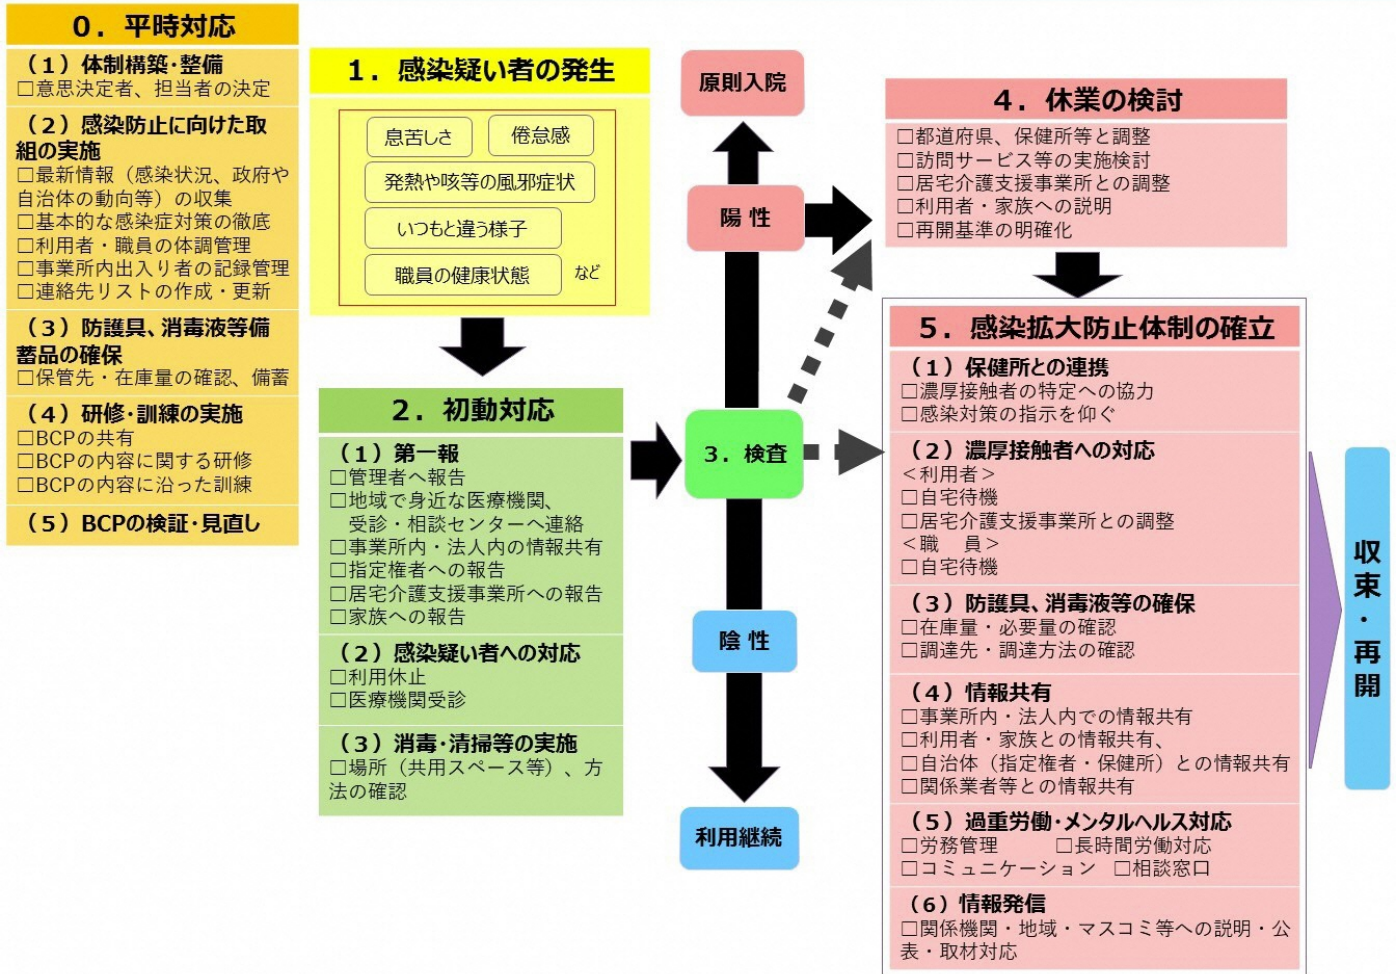 0．平時対応
（1）体制構築・整備
□意思決定者、担当者の決定
（2）感染防止に向けた取
組の実施
□最新情報（感染状況、政府や
自治体の動向等）の収集
□基本的な感染症対策の徹底
□利用者・職員の体調管理
□事業所内出入り者の記録管理
□連絡先リストの作成・更新
（3）防護具、消毒液等備
蓄品の確保
□保管先・在庫量の確認、備蓄
（4）研修・訓練の実施
□BCPの共有
□BCPの内容に関する研修
□BCPの内容に沿った訓練
（5）BCPの検証・見直し
1．感染疑い者の発生
息苦しさ
倦怠感
発熱や咳等の風邪症状
いつもと違う様子
職員の健康状態
など
2．初動対応
（1）第一報
□管理者へ報告
□地域で身近な医療機関、
受診・相談センターへ連絡
□事業所内・法人内の情報共有
□指定権者への報告
□居宅介護支援事業所への報告
□家族への報告
（2）感染疑い者への対応
□利用休止
□医療機関受診
（3）消毒・清掃等の実施
□場所（共用スペース等）、方
法の確認
原則入院
陽 性
3．検査
陰 性
利用継続
4．休業の検討
□都道府県、保健所等と調整
□訪問サービス等の実施検討
□居宅介護支援事業所との調整
□利用者・家族への説明
□再開基準の明確化
5．感染拡大防止体制の確立
（1）保健所との連携
□濃厚接触者の特定への協力
□感染対策の指示を仰ぐ
（2）濃厚接触者への対応
＜利用者＞
□自宅待機
□居宅介護支援事業所との調整
＜職　員＞
□自宅待機
（3）防護具、消毒液等の確保
□在庫量・必要量の確認
□調達先・調達方法の確認
（4）情報共有
□事業所内・法人内での情報共有
□利用者・家族との情報共有、
□自治体（指定権者・保健所）との情報共有
□関係業者等との情報共有
（5）過重労働・メンタルヘルス対応
□労務管理　□長時間労働対応
□コミュニケーション　□相談窓口
（6）情報発信
□関係機関・地域・マスコミ等への説明・公
表・取材対応
収束・再開